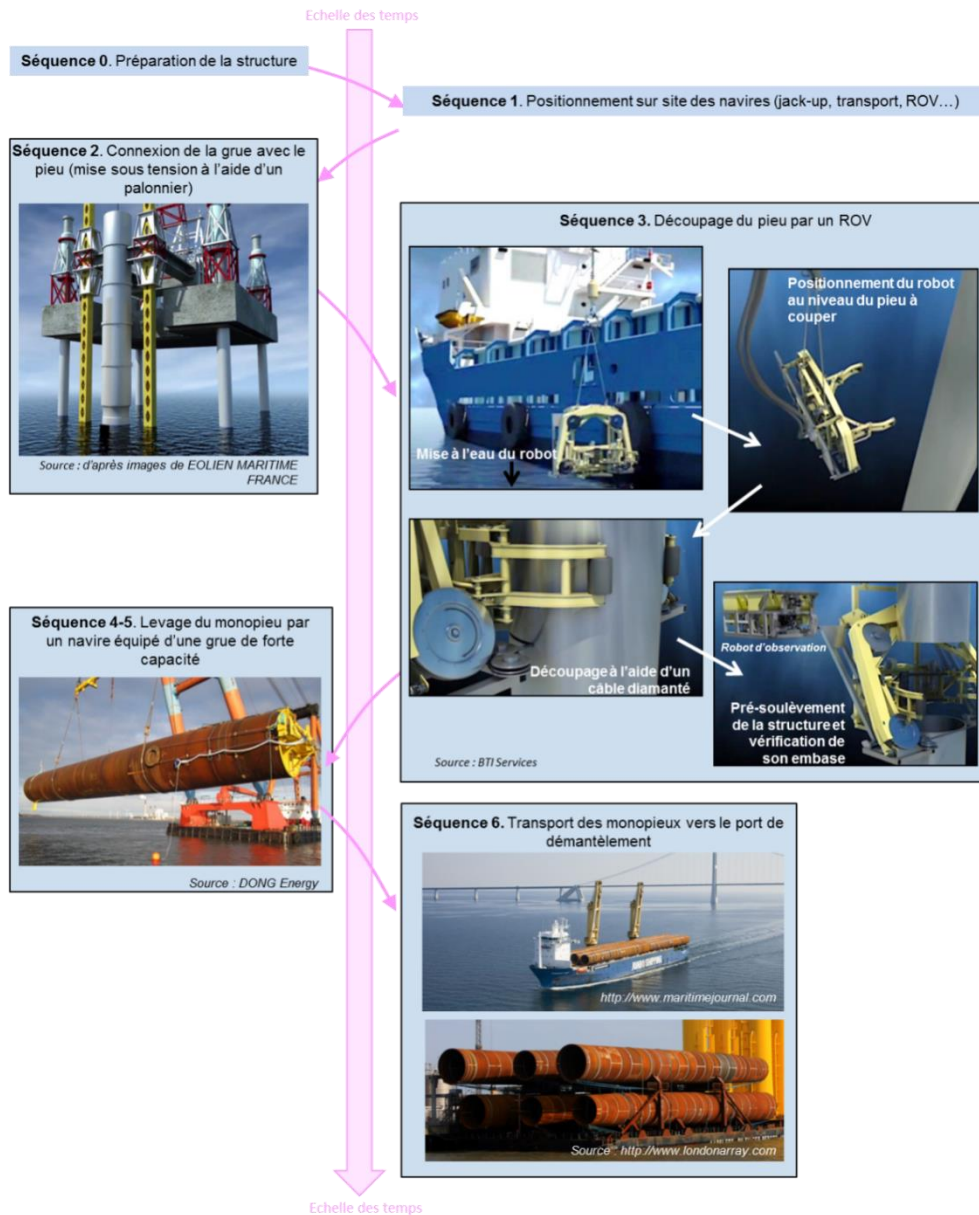 Echelle des temps
Séquence 0. Préparation de la structure
Séquence 1. Positionnement sur site des navires (jack-up, transport, ROV…)
Séquence 2. Connexion de la grue avec le
pieu (mise sous tension à l'aide d'un
palonnier)
Source : d'après images de EOLIEN MARITIME
FRANCE
Séquence 3. Découpage du pieu par un ROV
Mise à l'eau du robot
Positionnement du robot
au niveau du pieu à
couper
Découpage à l'aide d'un
câble diamanté
Robot d'observation
Pré-soulèvement
de la structure et
vérification de
son embase
Source : BTI Services
Séquence 4-5. Levage du monopieu par
un navire équipé d'une grue de forte
capacité
Source : DONG Energy
Séquence 6. Transport des monopieux vers le port de
démantèlement
http://www.maritimejournal.com
Source : http://www.londonarray.com
Echelle des temps